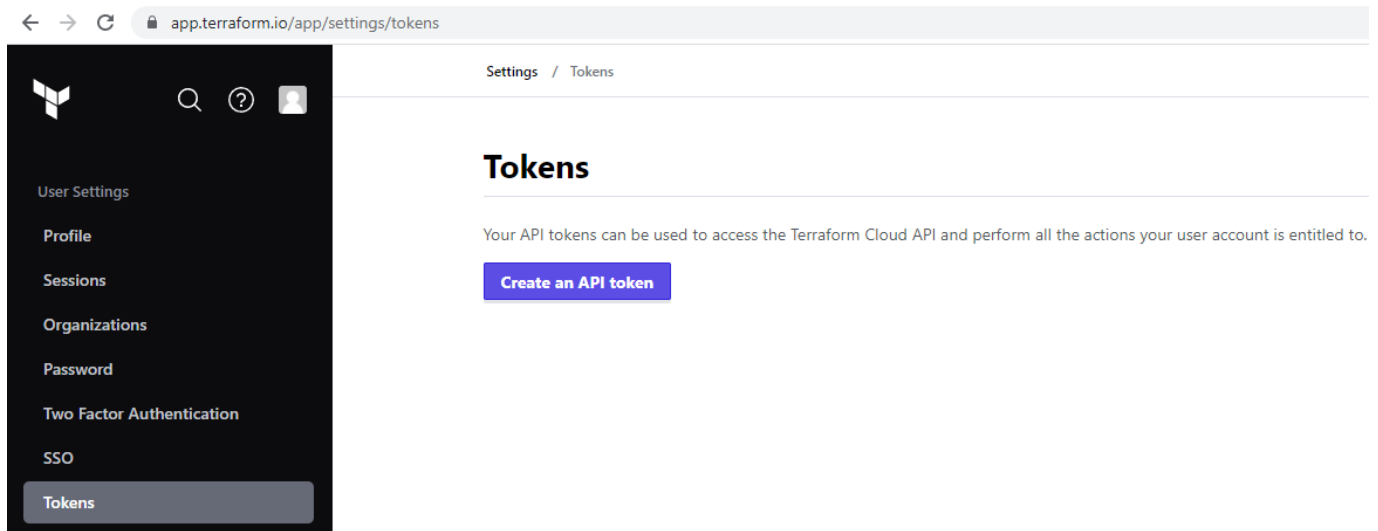 app.terraform.io/app/settings/tokens
Settings / Tokens
User Settings
Profile
Sessions
Organizations
Password
Two Factor Authentication
SSO
Tokens
Tokens
Your API tokens can be used to access the Terraform Cloud API and perform all the actions your user account is entitled to.
Create an API token